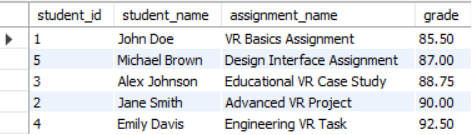 student_id student_name assignment_name grade
1 John Doe VR Basics Assignment 85.50
5 Michael Brown Design Interface Assignment 87.00
3 Alex Johnson Educational VR Case Study 88.75
2 Jane Smith Advanced VR Project 90.00
4 Emily Davis Engineering VR Task 92.50